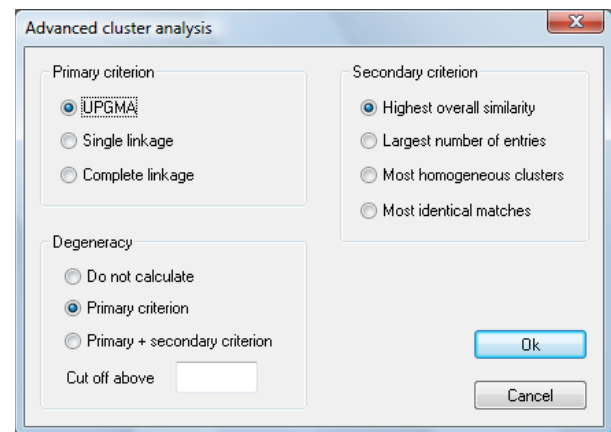 Advanced cluster analysis
Primary criterion
UPGMA
Single linkage
Complete linkage
Secondary criterion
Highest overall similarity
Largest number of entries
Most homogeneous clusters
Most identical matches
Degeneracy
Do not calculate
Primary criterion
Primary + secondary criterion
Cut off above
Ok
Cancel